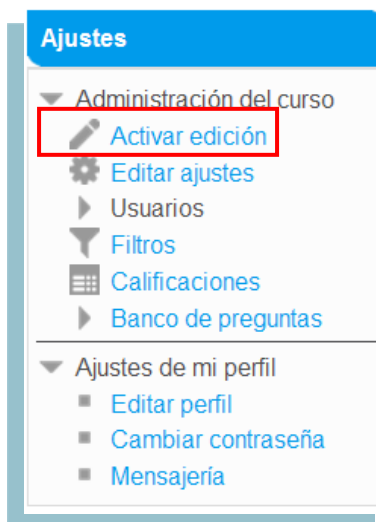 Ajustes
Administración del curso
Activar edición
Editar ajustes
Usuarios
Filtros
Calificaciones
Banco de preguntas
Ajustes de mi perfil
Editar perfil
Cambiar contraseña
Mensajería